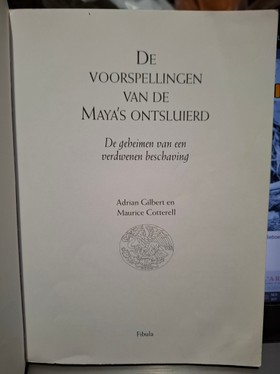 DE
VOORSPELLINGEN
VAN DE
MAYA'S ONTSLUIERD
De geheimen van een
verdwenen beschaving
Adrian Gilbert en
Maurice Cotterell
Fibula